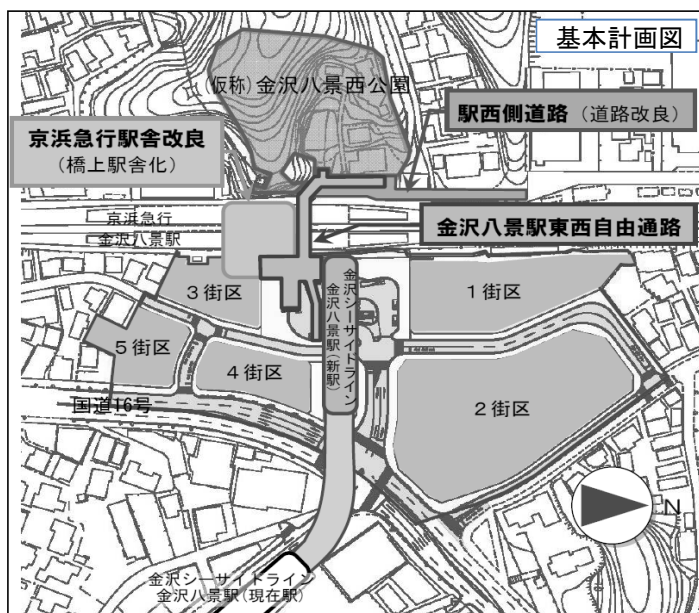 基本計画図
(仮称)金沢八景西公園
駅西側道路(道路改良)
京浜急行駅舎改良
(橋上駅舎化)
京浜急行
金沢八景駅
金沢八景駅東西自由通路
金沢シーサイドライン
金沢八景駅(新駅)
3街区
1街区
5街区
4街区
2街区
国道16号
N
金沢シーサイドライン
金沢八景駅(現在駅)